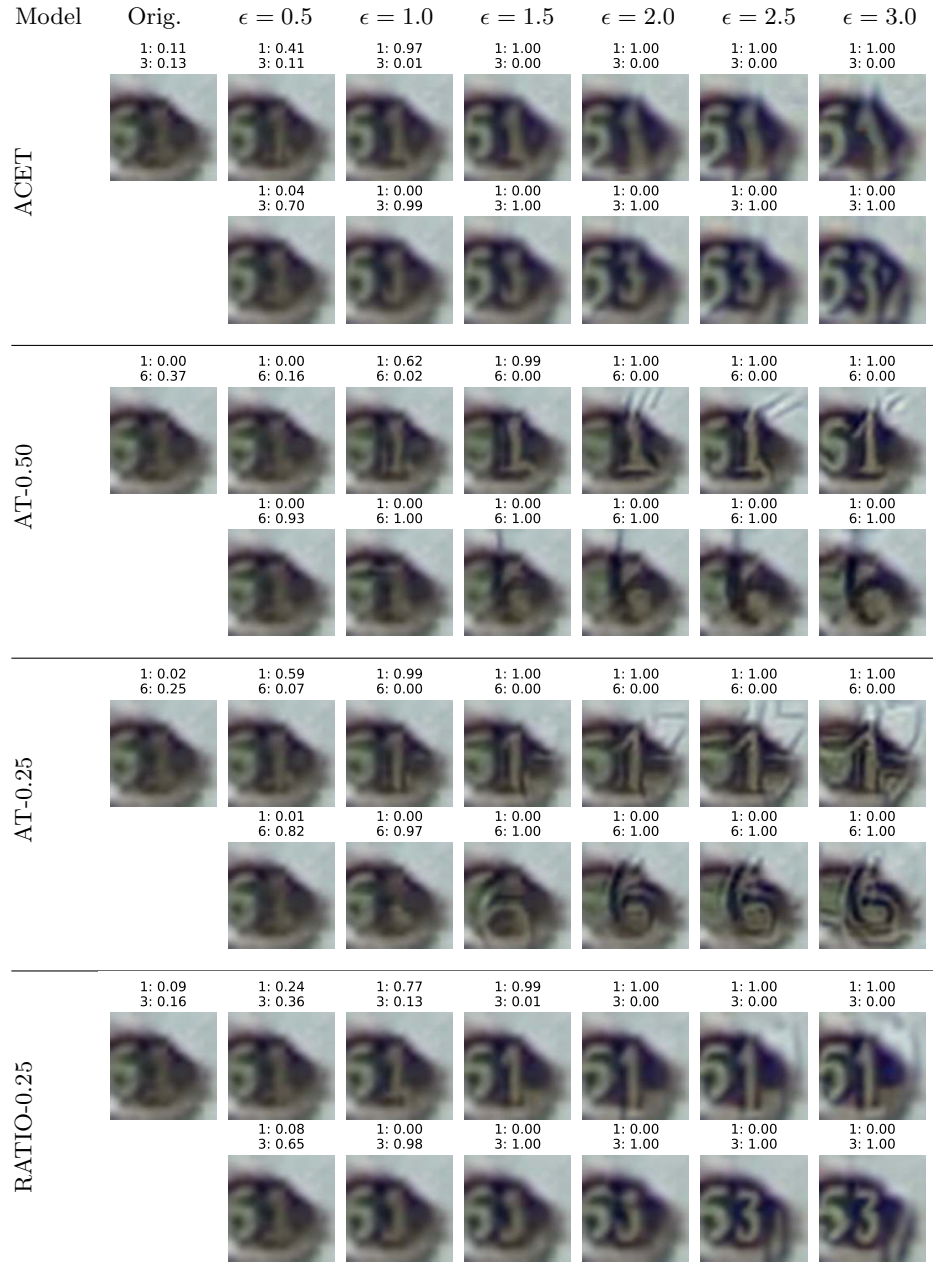 Model Orig. ϵ = 0.5 ϵ = 1.0 ϵ = 1.5 ϵ = 2.0 ϵ = 2.5 ϵ = 3.0
ACET
1: 0.11 1: 0.41 1: 0.97 1: 1.00 1: 1.00 1: 1.00 1: 1.00
3: 0.13 3: 0.11 3: 0.01 3: 0.00 3: 0.00 3: 0.00 3: 0.00
1: 0.04 1: 0.00 1: 0.00 1: 0.00 1: 0.00 1: 0.00
3: 0.70 3: 0.99 3: 1.00 3: 1.00 3: 1.00 3: 1.00
AT-0.50
1: 0.00 1: 0.00 1: 0.62 1: 0.99 1: 1.00 1: 1.00 1: 1.00
6: 0.37 6: 0.16 6: 0.02 6: 0.00 6: 0.00 6: 0.00 6: 0.00
1: 0.00 1: 0.00 1: 0.00 1: 0.00 1: 0.00 1: 0.00
6: 0.93 6: 1.00 6: 1.00 6: 1.00 6: 1.00 6: 1.00
AT-0.25
1: 0.02 1: 0.59 1: 0.99 1: 1.00 1: 1.00 1: 1.00 1: 1.00
6: 0.25 6: 0.07 6: 0.00 6: 0.00 6: 0.00 6: 0.00 6: 0.00
1: 0.01 1: 0.00 1: 0.00 1: 0.00 1: 0.00 1: 0.00
6: 0.82 6: 0.97 6: 1.00 6: 1.00 6: 1.00 6: 1.00
RATIO-0.25
1: 0.09 1: 0.24 1: 0.77 1: 0.99 1: 1.00 1: 1.00 1: 1.00
3: 0.16 3: 0.36 3: 0.13 3: 0.01 3: 0.00 3: 0.00 3: 0.00
1: 0.08 1: 0.00 1: 0.00 1: 0.00 1: 0.00 1: 0.00
3: 0.65 3: 0.98 3: 1.00 3: 1.00 3: 1.00 3: 1.00